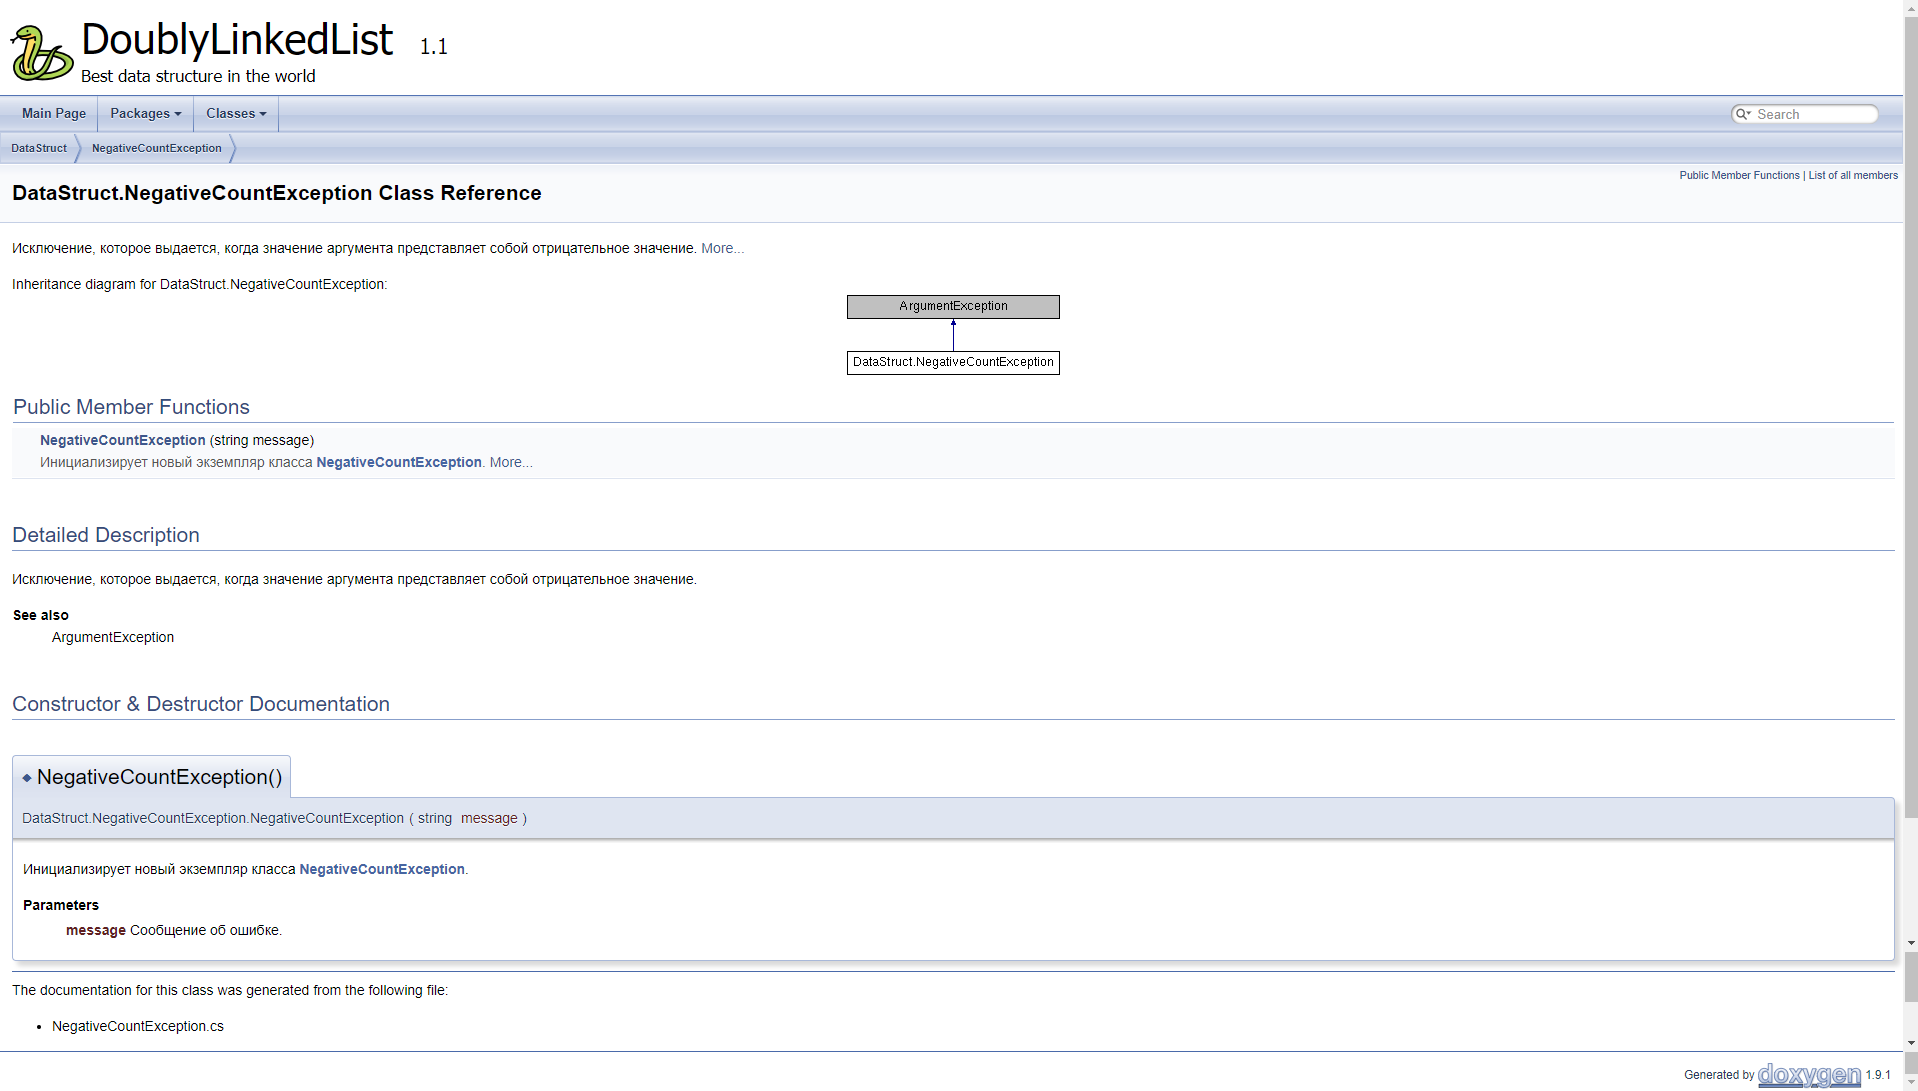 DoublyLinkedList 1.1
Best data structure in the world
Main Page Packages Classes Search
DataStruct NegativeCountException
Public Member Functions | List of all members
DataStruct.NegativeCountException Class Reference
Исключение, которое выдается, когда значение аргумента представляет собой отрицательное значение. More...
Inheritance diagram for DataStruct.NegativeCountException:
ArgumentException
DataStruct.NegativeCountException
Public Member Functions
NegativeCountException (string message)
Инициализирует новый экземпляр класса NegativeCountException. More...
Detailed Description
Исключение, которое выдается, когда значение аргумента представляет собой отрицательное значение.
See also
ArgumentException
Constructor & Destructor Documentation
◆ NegativeCountException()
DataStruct.NegativeCountException.NegativeCountException ( string message )
Инициализирует новый экземпляр класса NegativeCountException.
Parameters
message Сообщение об ошибке.
The documentation for this class was generated from the following file:
• NegativeCountException.cs
Generated by doxygen 1.9.1